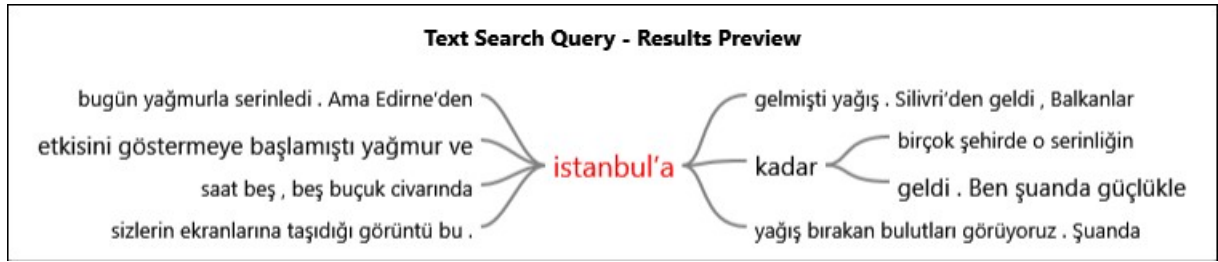 Text Search Query - Results Preview
bugün yağmurla serinledi . Ama Edirne'den
etkisini göstermeye başlamıştı yağmur ve
saat beş , beş buçuk civarında
sizlerin ekranlarına taşıdığı görüntü bu .
istanbul'a
gelmişti yağış . Silivri'den geldi , Balkanlar
kadar
birçok şehirde o serinliğin
geldi . Ben şuanda güçlükle
yağış bırakan bulutları görüyoruz . Şuanda